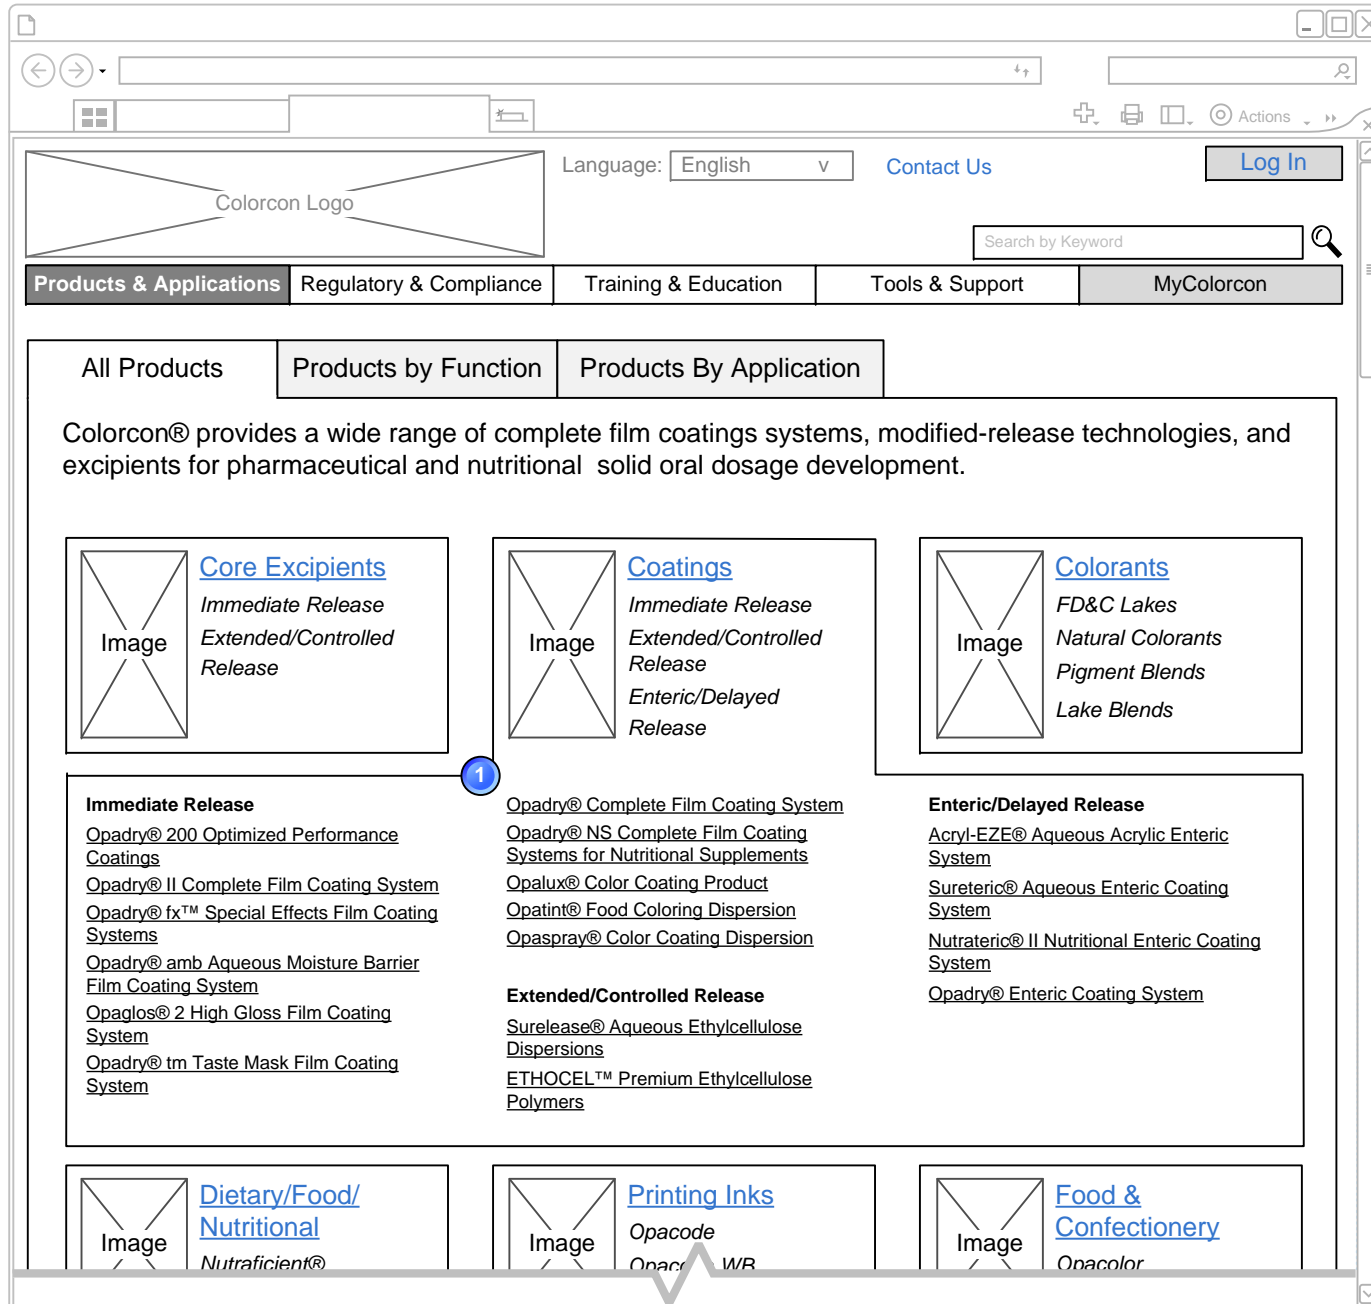 Actions
Language:
English
v
Contact Us
Log In
Colorcon Logo
Search by Keyword
Products & Applications
Regulatory & Compliance
Training & Education
Tools & Support
MyColorcon
All Products
Products by Function
Products By Application
Colorcon® provides a wide range of complete film coatings systems, modified-release technologies, and
excipients for pharmaceutical and nutritional solid oral dosage development.
Image
Core Excipients
Immediate Release
Extended/Controlled
Release
Image
Coatings
Immediate Release
Extended/Controlled
Release
Enteric/Delayed
Release
Image
Colorants
FD&C Lakes
Natural Colorants
Pigment Blends
Lake Blends
1
Immediate Release
Opadry® 200 Optimized Performance
Coatings
Opadry® II Complete Film Coating System
Opadry® fx™ Special Effects Film Coating
Systems
Opadry® amb Aqueous Moisture Barrier
Film Coating System
Opaglos® 2 High Gloss Film Coating
System
Opadry® tm Taste Mask Film Coating
System
Opadry® Complete Film Coating System
Opadry® NS Complete Film Coating
Systems for Nutritional Supplements
Opalux® Color Coating Product
Opatint® Food Coloring Dispersion
Opaspray® Color Coating Dispersion
Extended/Controlled Release
Surelease® Aqueous Ethylcellulose
Dispersions
ETHOCEL™ Premium Ethylcellulose
Polymers
Enteric/Delayed Release
Acryl-EZE® Aqueous Acrylic Enteric
System
Sureteric® Aqueous Enteric Coating
System
Nutrateric® II Nutritional Enteric Coating
System
Opadry® Enteric Coating System
Image
Dietary/Food/
Nutritional
Nutraficient®
Image
Printing Inks
Opacode
WB
Image
Food &
Confectionery
Opacolor